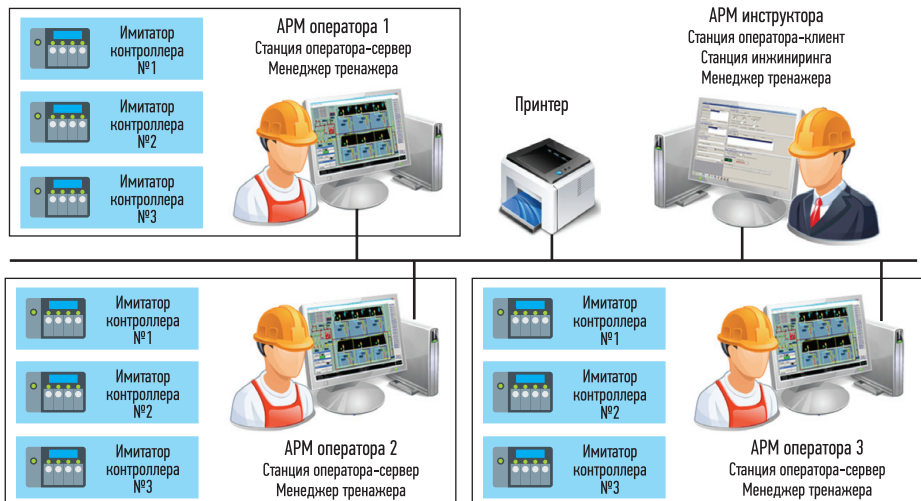 Имитатор
контроллера
№1
Имитатор
контроллера
№2
Имитатор
контроллера
№3
АРМ оператора 1
Станция оператора-сервер
Менеджер тренажера
Принтер
АРМ инструктора
Станция оператора-клиент
Станция инжиниринга
Менеджер тренажера
Имитатор
контроллера
№1
Имитатор
контроллера
№2
Имитатор
контроллера
№3
АРМ оператора 2
Станция оператора-сервер
Менеджер тренажера
Имитатор
контроллера
№1
Имитатор
контроллера
№2
Имитатор
контроллера
№3
АРМ оператора 3
Станция оператора-сервер
Менеджер тренажера